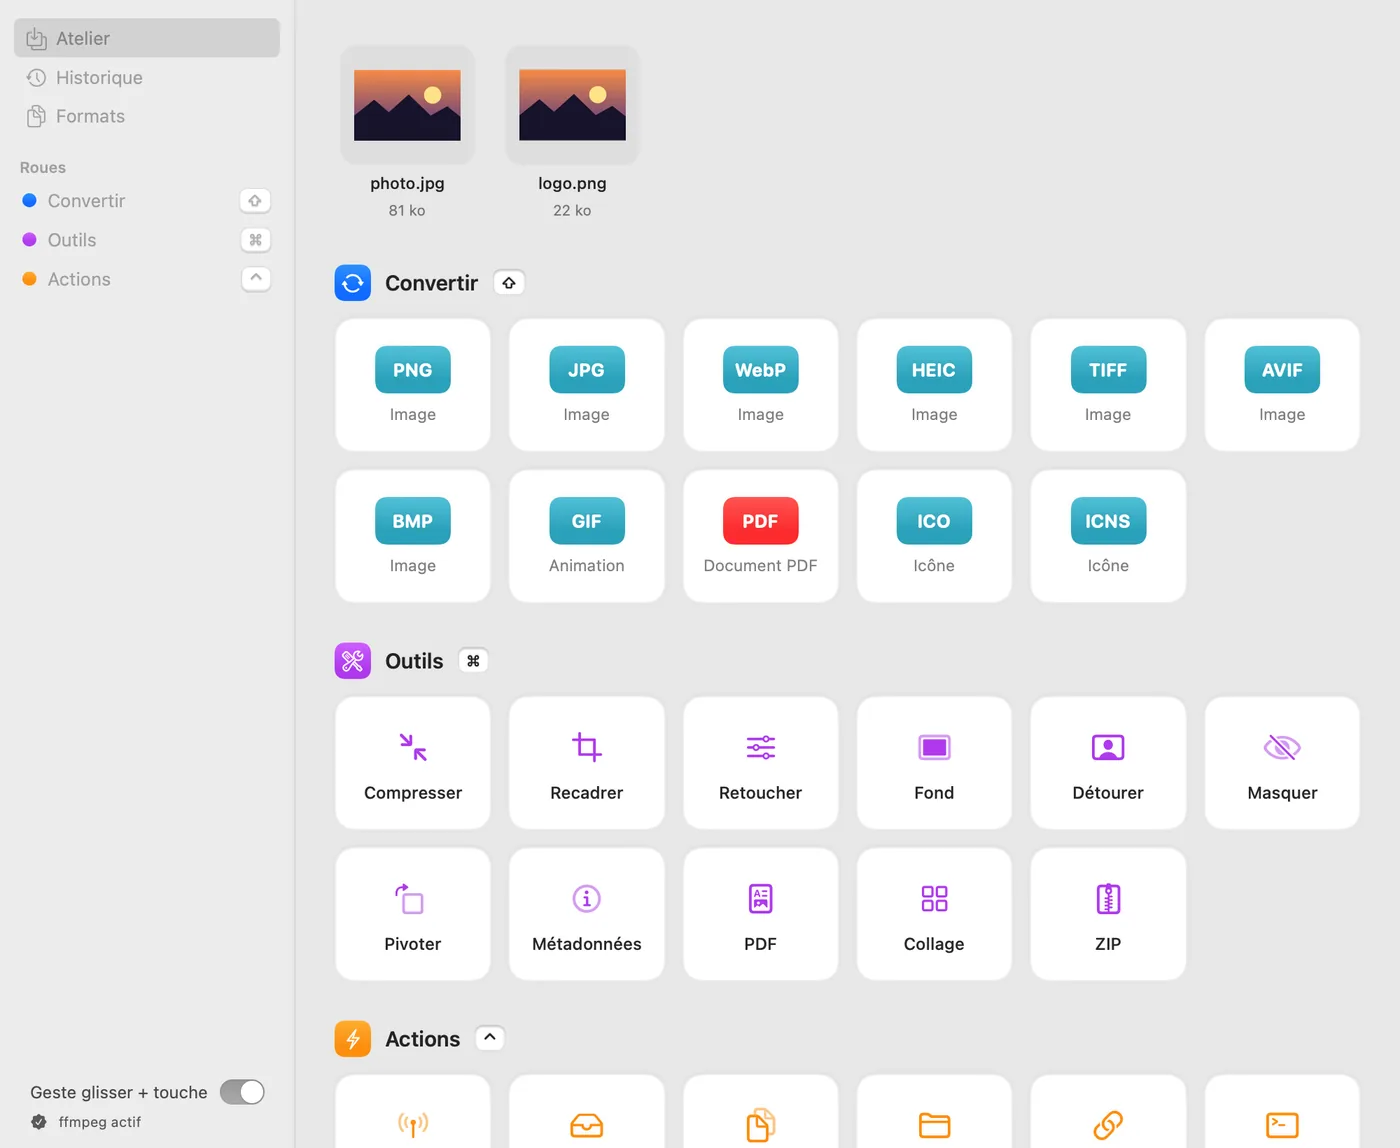 Atelier
Historique
Formats
Roues
Convertir
Outils
Actions
Geste glisser + touche
ffmpeg actif
photo.jpg
logo.png
81 ko
22 ko
Convertir
PNG
JPG
WebP
HEIC
TIFF
AVIF
Image
Image
Image
Image
Image
Image
BMP
GIF
PDF
ICO
ICNS
Image
Animation
Document PDF
Icône
Icône
Outils
Compresser
Recadrer
Retoucher
Fond
Détourer
Masquer
Pivoter
Métadonnées
PDF
Collage
ZIP
Actions